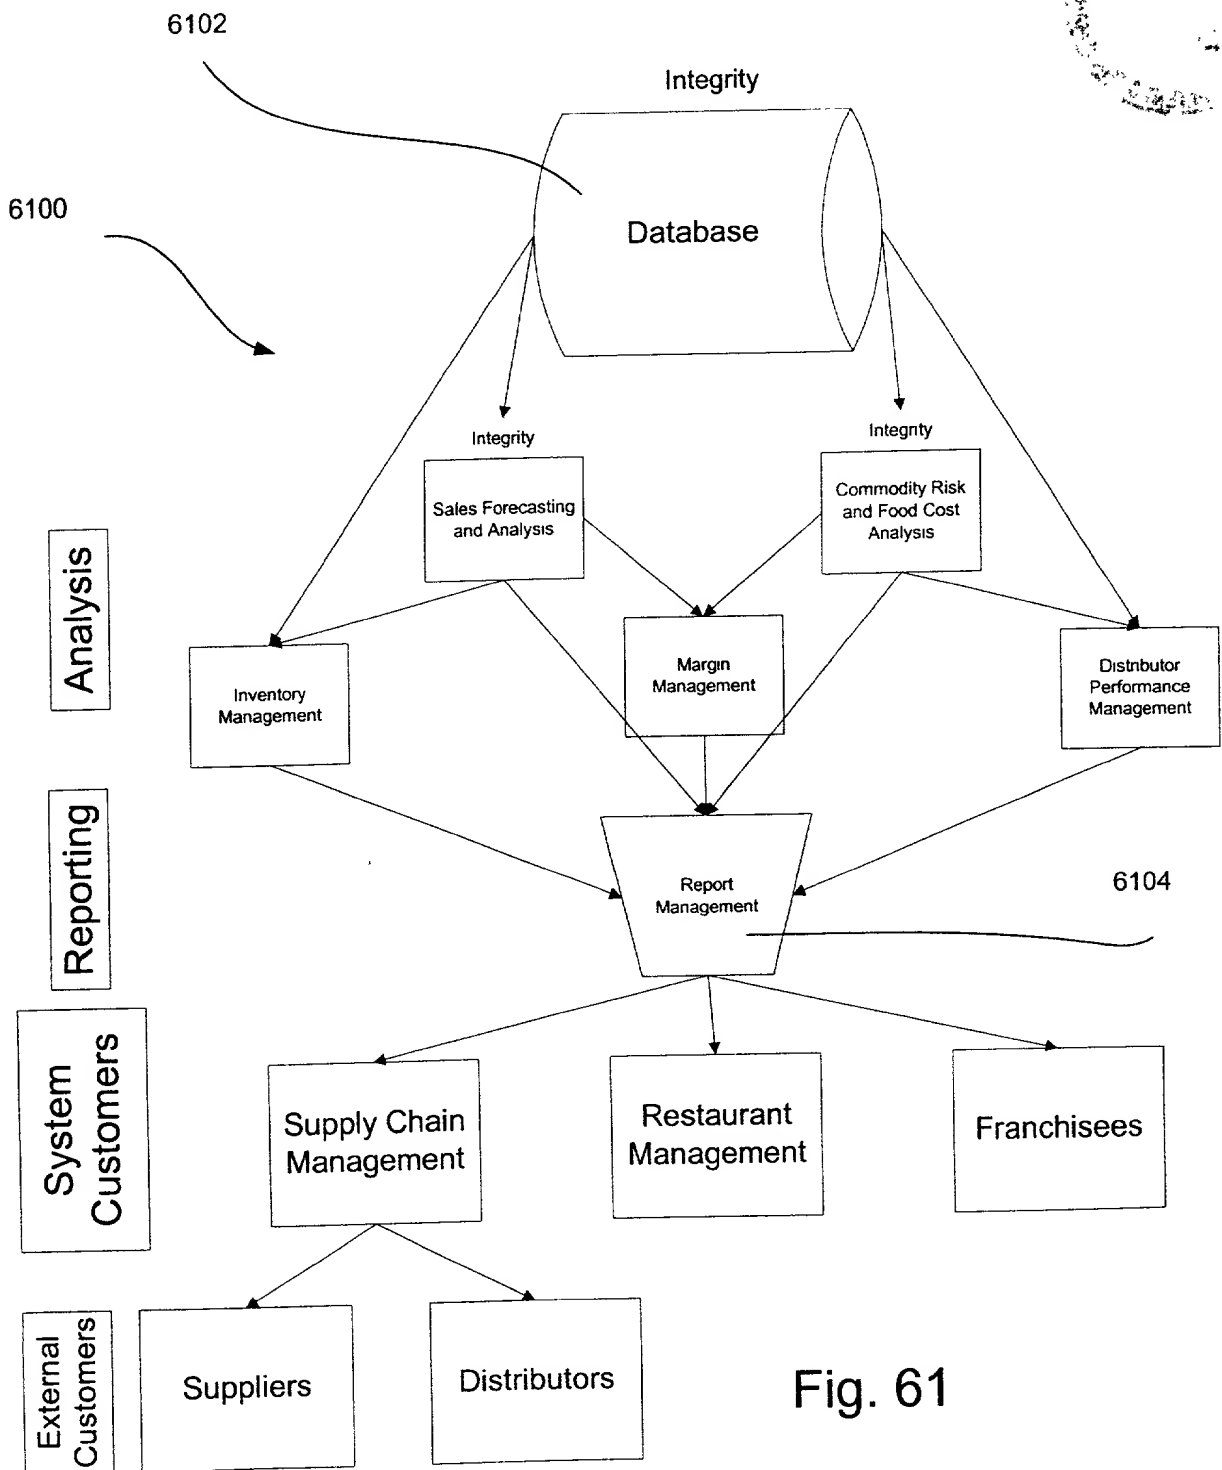 6102
Integrity
6100
Database
Integrity
Integrity
Sales Forecasting
and Analysis
Commodity Risk
and Food Cost
Analysis
Analysis
Inventory
Management
Margin
Management
Distributor
Performance
Management
Reporting
Report
Management
6104
System
Customers
Supply Chain
Management
Restaurant
Management
Franchisees
External
Customers
Suppliers
Distributors
Fig. 61